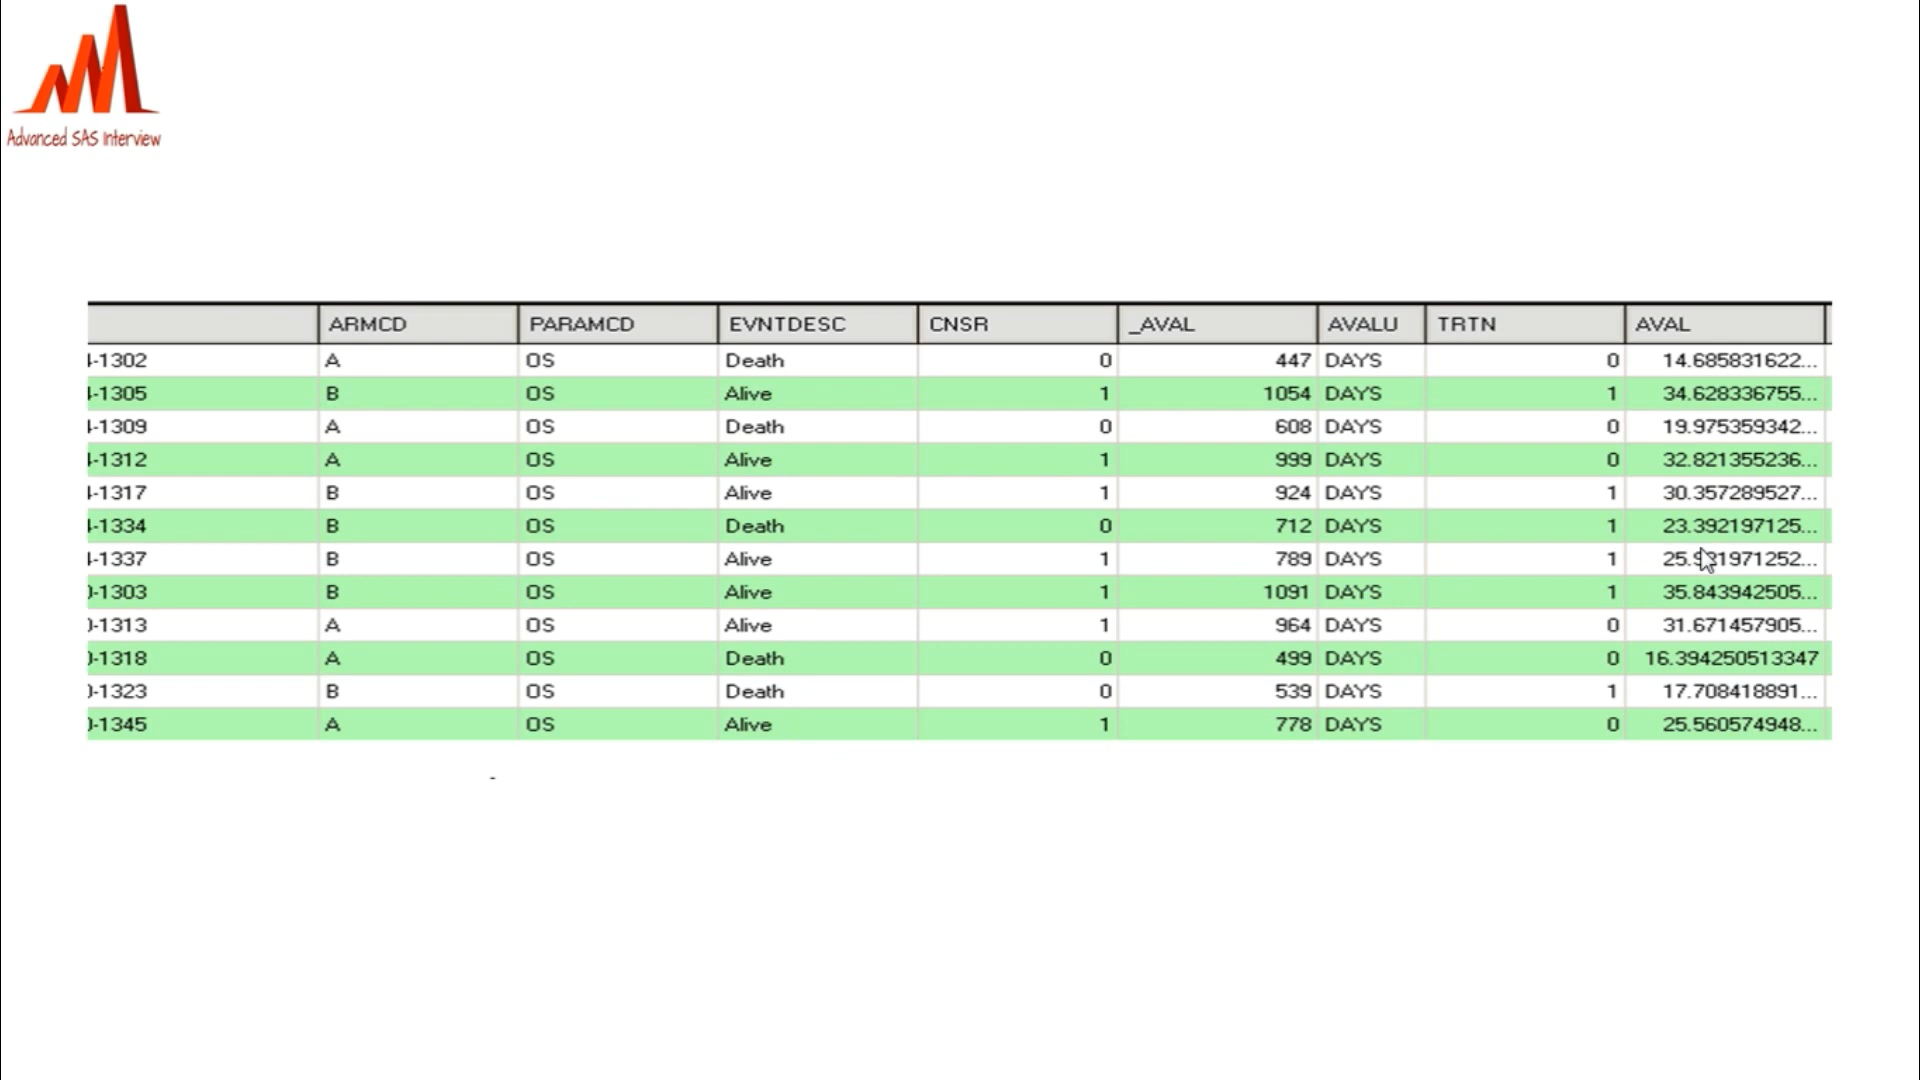 Advanced SAS Interview
ARMCD PARAMCD EVNTDESC CNSR _AVAL AVALU TRTN AVAL
-1302 A OS Death 0 447 DAYS 0 14.685831622...
-1305 B OS Alive 1 1054 DAYS 1 34.628336755...
-1309 A OS Death 0 608 DAYS 0 19.975359342...
-1312 A OS Alive 1 999 DAYS 0 32.821355236...
-1317 B OS Alive 1 924 DAYS 1 30.357289527...
-1334 B OS Death 0 712 DAYS 1 23.392197125...
-1337 B OS Alive 1 789 DAYS 1
-1303 B OS Alive 1 1091 DAYS 1 35.843942505...
-1313 A OS Alive 1 964 DAYS 0 31.671457905...
-1318 A OS Death 0 499 DAYS 0 16.394250513347
-1323 B OS Death 0 539 DAYS 1 17.708418891...
-1345 A OS Alive 1 778 DAYS 0 25.560574948...
-